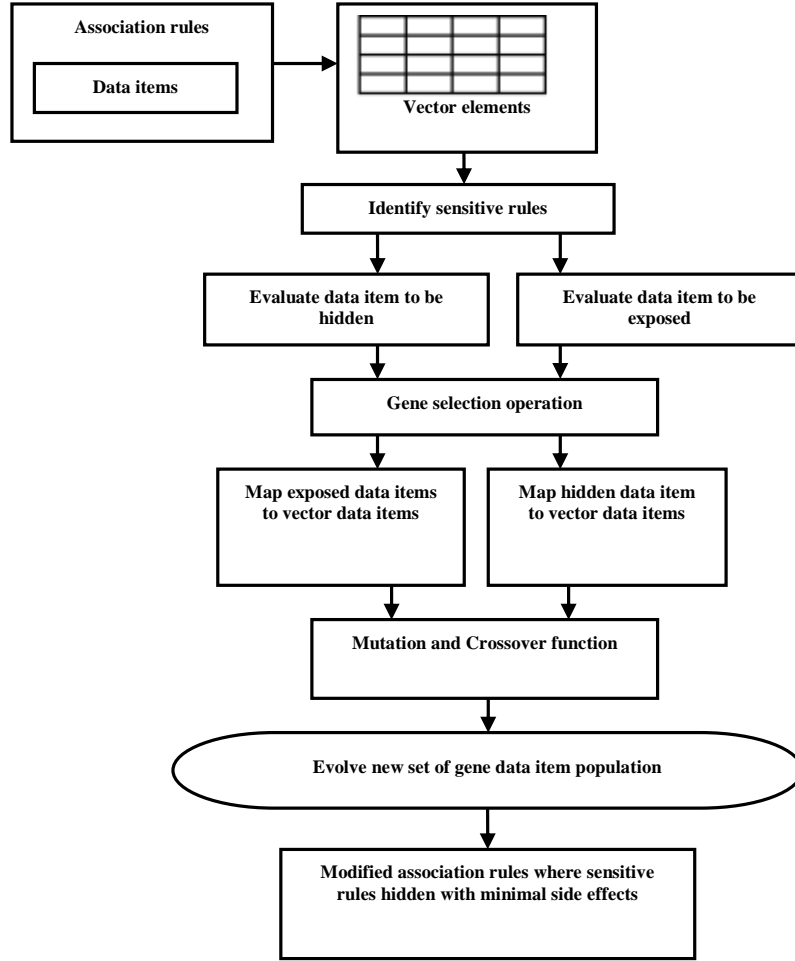 Association rules
Data items
Vector elements
Identify sensitive rules
Evaluate data item to be
hidden
Evaluate data item to be
exposed
Gene selection operation
Map exposed data items
to vector data items
Map hidden data item
to vector data items
Mutation and Crossover function
Evolve new set of gene data item population
Modified association rules where sensitive
rules hidden with minimal side effects